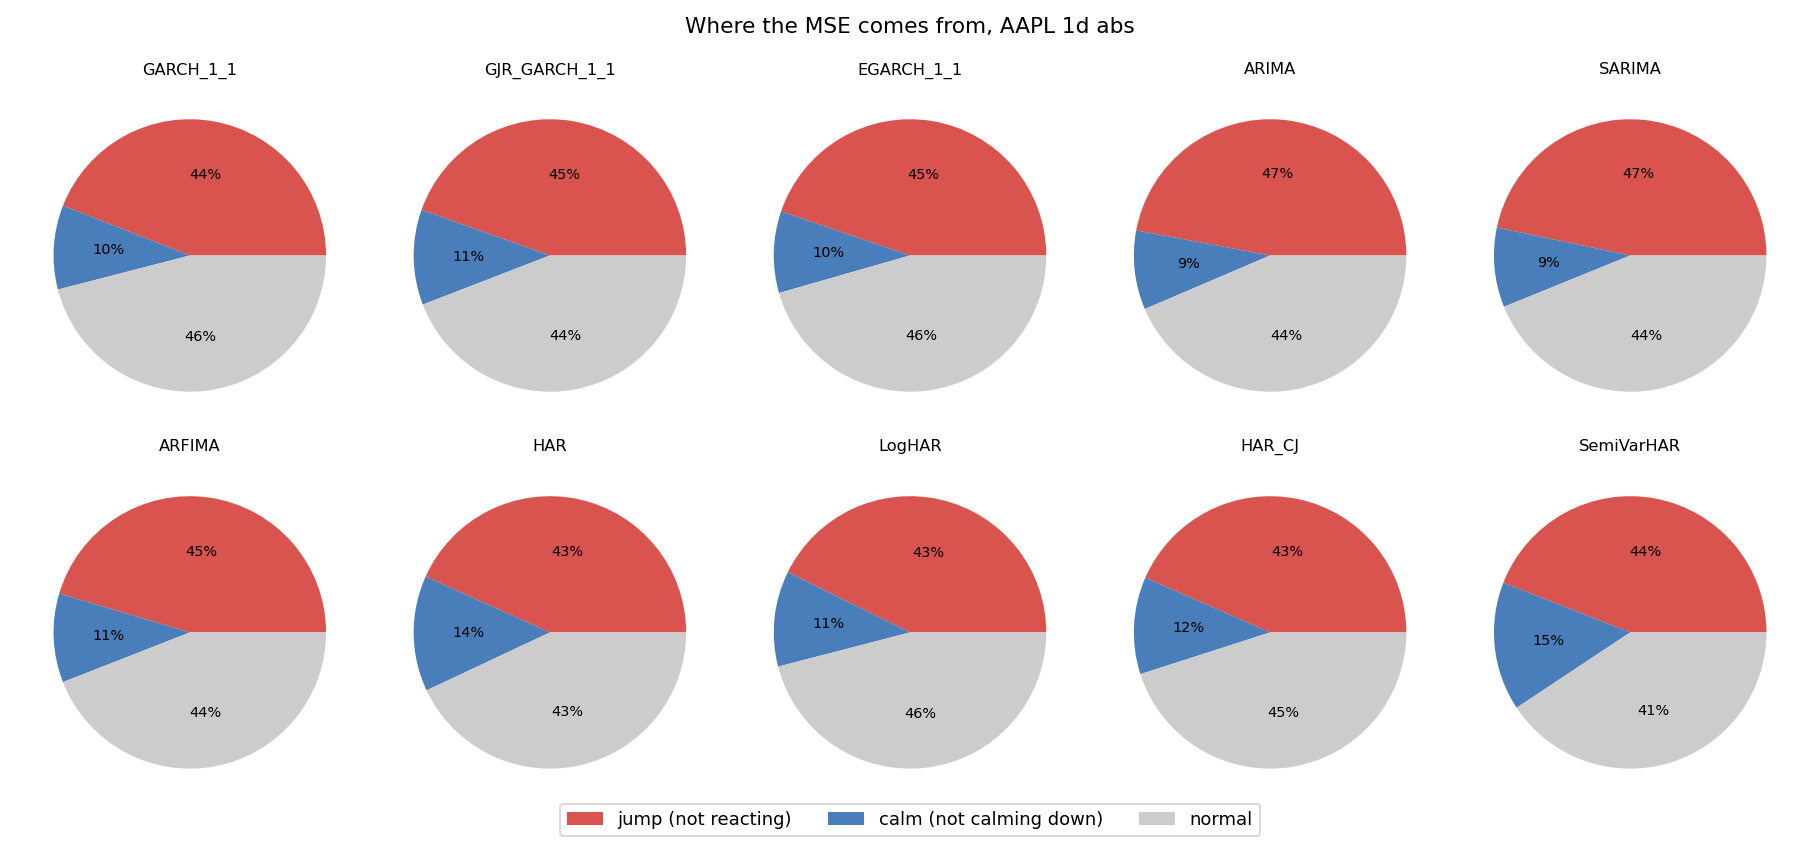 Where the MSE comes from, AAPL 1d abs
GARCH_1_1
GJR_GARCH_1_1
EGARCH_1_1
ARIMA
SARIMA
44%
10%
46%
45%
11%
44%
45%
10%
46%
47%
9%
44%
47%
9%
44%
ARFIMA
HAR
LogHAR
HAR_CJ
SemiVarHAR
45%
11%
44%
43%
14%
43%
43%
11%
46%
43%
12%
45%
44%
15%
41%
jump (not reacting)
calm (not calming down)
normal